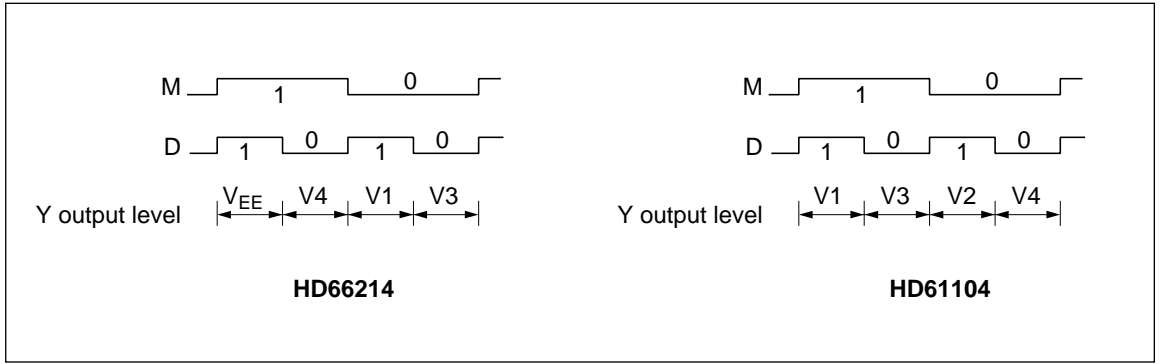 M 1 0
D 1 0 1 0
Y output level VEE V4 V1 V3
HD66214
M 1 0
D 1 0 1 0
Y output level V1 V3 V2 V4
HD61104